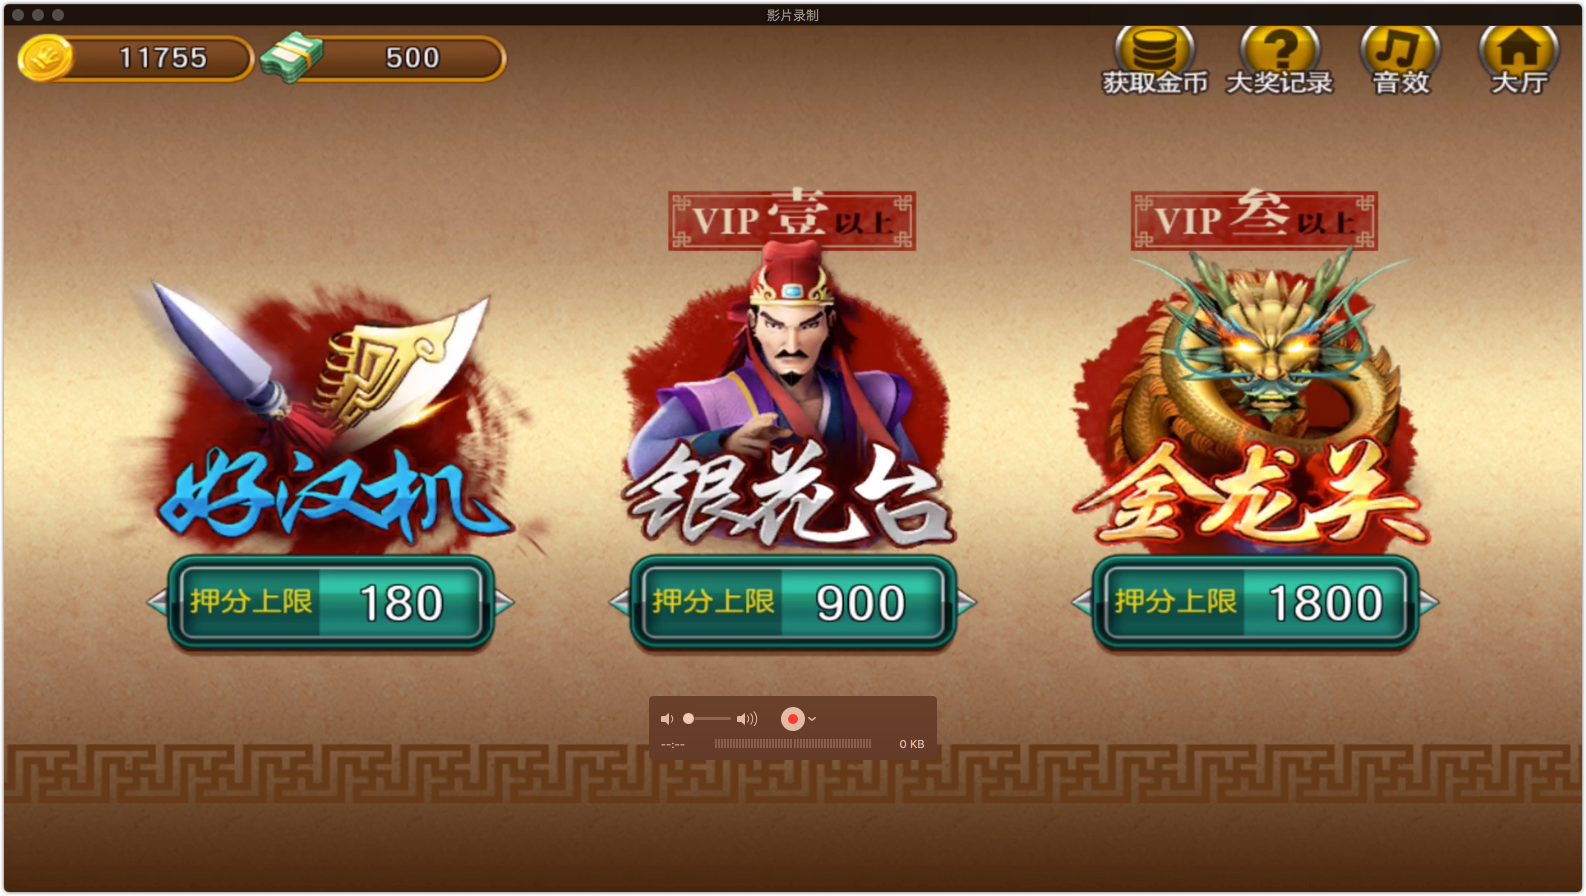 影片录制
11755
500
获取金币
大奖记录
音效
大厅
VIP 壹 以上
VIP 叁 以上
好汉机
银花台
金龙关
押分上限 180
押分上限 900
押分上限 1800
--:--
0 KB